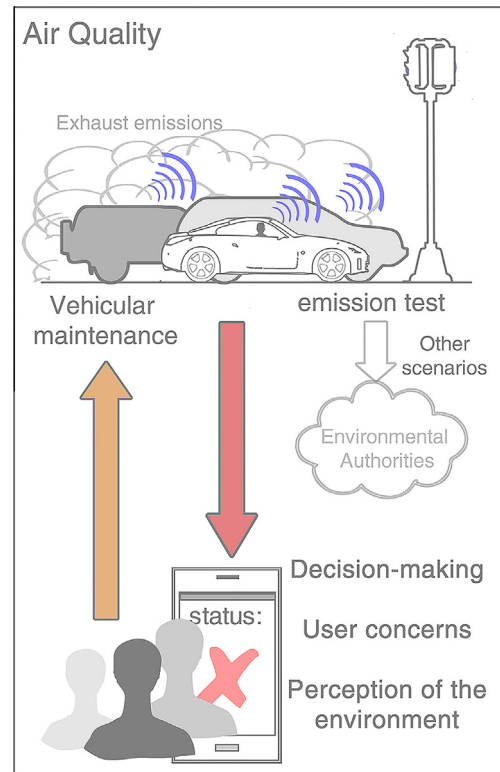 Air Quality
Exhaust emissions
Vehicular
maintenance
emission test
Other
scenarios
Environmental
Authorities
Decision-making
status:
User concerns
Perception of the
environment